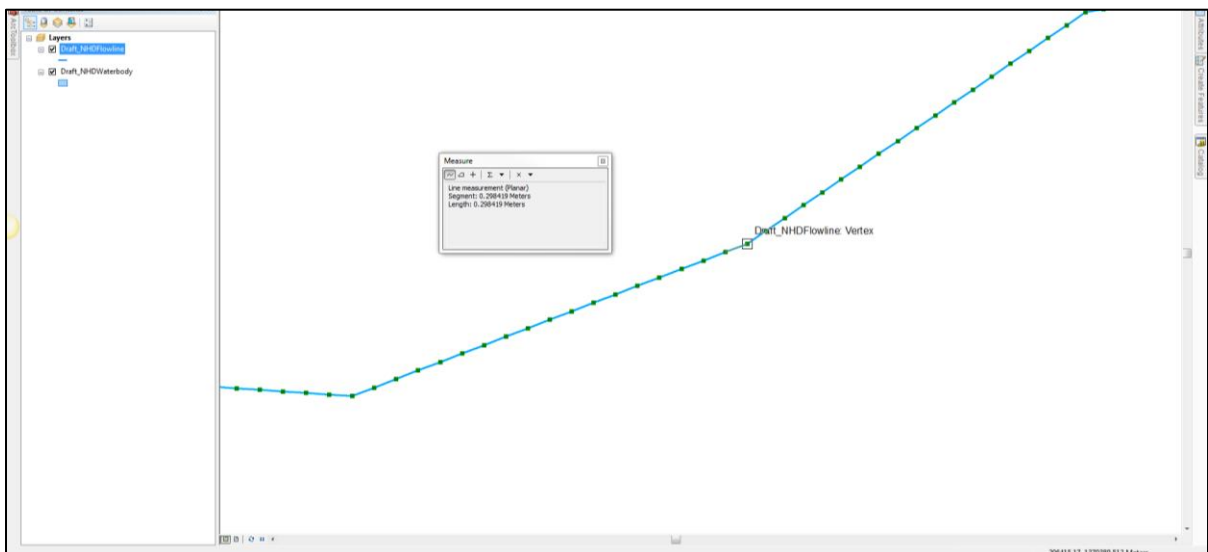 ArcToolbox
Layers
Draft_NHDFlowline
Draft_NHDWaterbody
Measure
Line measurement (Planar)
Segment: 0.298419 Meters
Length: 0.298419 Meters
Draft_NHDFlowline: Vertex
Attributes
Create Features
Catalog